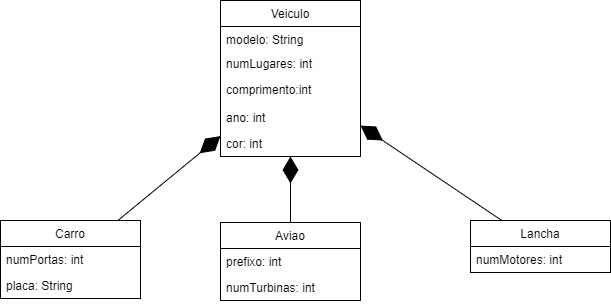 Veiculo
modelo: String
numLugares: int
comprimento:int
ano: int
cor: int
Carro
numPortas: int
placa: String
Aviao
prefixo: int
numTurbinas: int
Lancha
numMotores: int